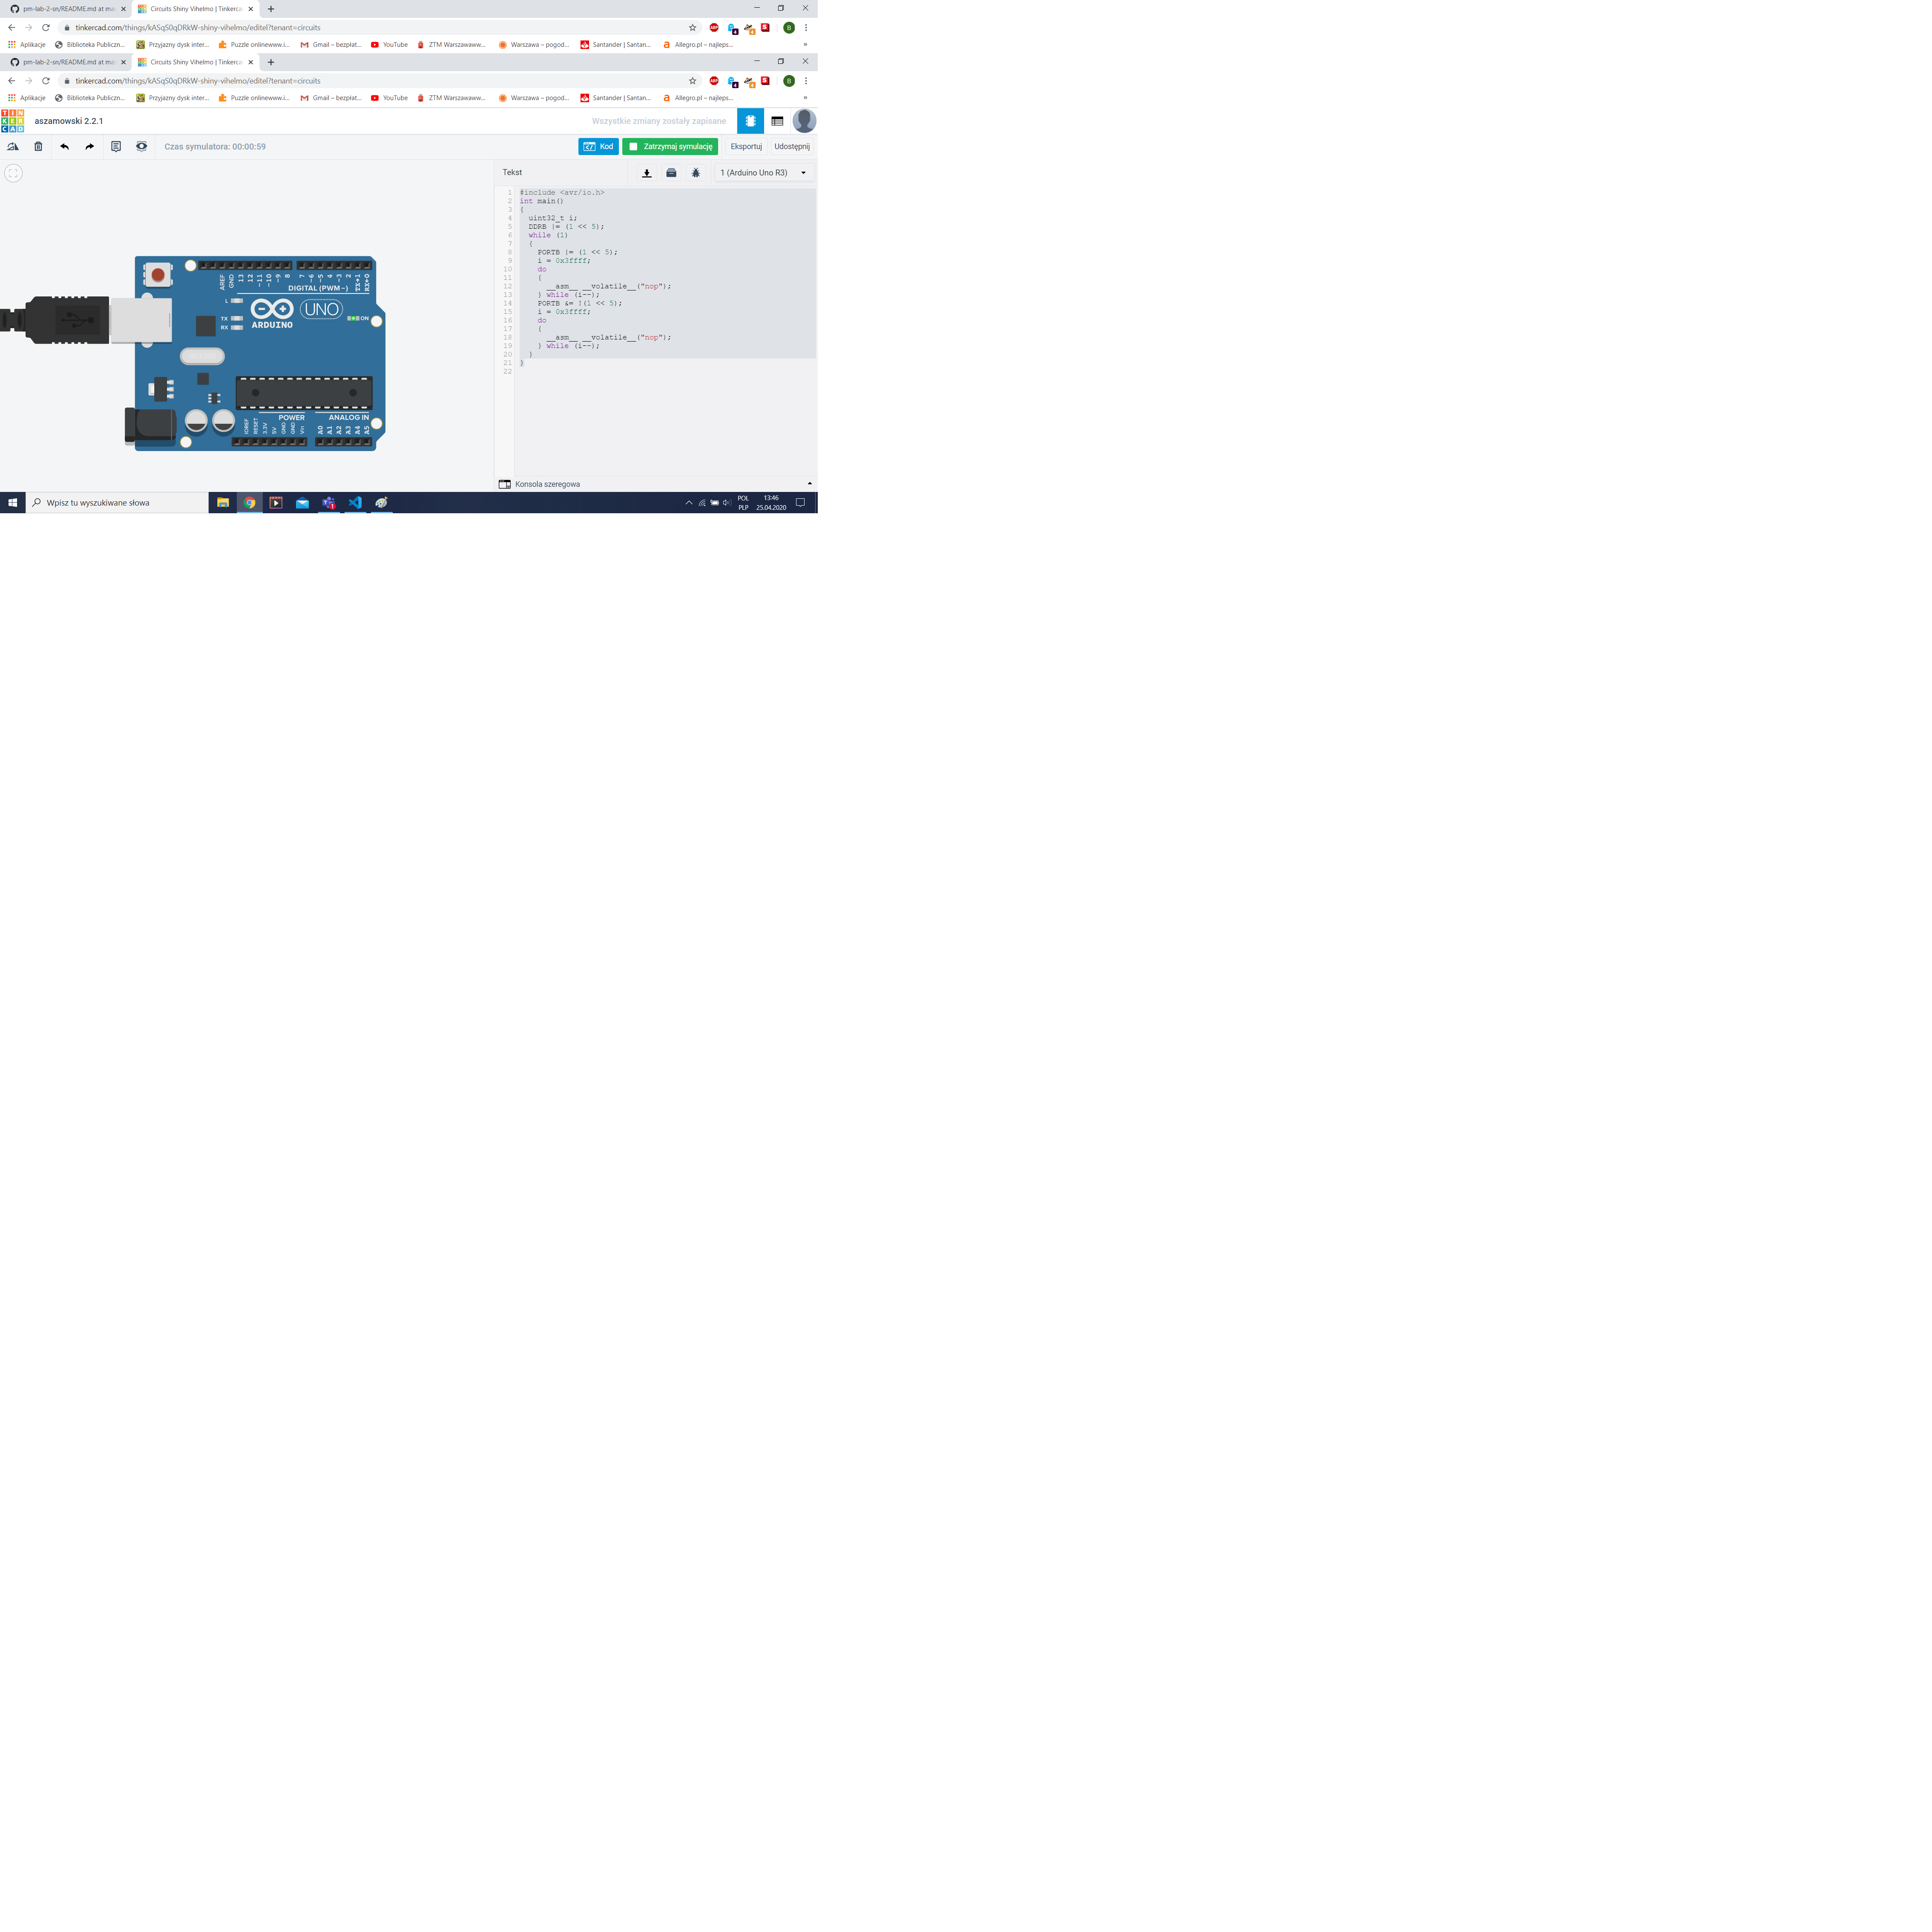 pm-lab-2-sn/README.md at ma
Circuits Shiny Vihelmo | Tinkerca
tinkercad.com/things/kASqS0qDRkW-shiny-vihelmo/editel?tenant=circuits
ABP
4
4
S
B
Aplikacje
Biblioteka Publiczn...
Przyjazny dysk inter...
Puzzle onlinewww.i...
Gmail – bezpłat...
YouTube
ZTM Warszawaww...
Warszawa – pogod...
Santander | Santan...
Allegro.pl – najleps...
»
pm-lab-2-sn/README.md at ma
Circuits Shiny Vihelmo | Tinkerca
tinkercad.com/things/kASqS0qDRkW-shiny-vihelmo/editel?tenant=circuits
ABP
4
4
S
B
Aplikacje
Biblioteka Publiczn...
Przyjazny dysk inter...
Puzzle onlinewww.i...
Gmail – bezpłat...
YouTube
ZTM Warszawaww...
Warszawa – pogod...
Santander | Santan...
Allegro.pl – najleps...
»
TIN
KER
CAD
aszamowski 2.2.1
Wszystkie zmiany zostały zapisane
Czas symulatora: 00:00:59
Kod
Zatrzymaj symulację
Eksportuj
Udostępnij
Tekst
1 (Arduino Uno R3)
1 #include <avr/io.h>
2 int main()
3 {
4 uint32_t i;
5 DDRB |= (1 << 5);
6 while (1)
7 {
8 PORTB |= (1 << 5);
9 i = 0x3ffff;
10 do
11 {
12 __asm__ __volatile__("nop");
13 } while (i--);
14 PORTB &= !(1 << 5);
15 i = 0x3ffff;
16 do
17 {
18 __asm__ __volatile__("nop");
19 } while (i--);
20 }
21 }
22
AREF
GND
13
12
~11
~10
~9
8
7
~6
~5
4
~3
2
TX→1
RX←0
DIGITAL (PWM~)
L
TX
RX
ARDUINO
UNO
ON
IOREF
RESET
3.3V
5V
GND
GND
Vin
POWER
ANALOG IN
A0
A1
A2
A3
A4
A5
Konsola szeregowa
Wpisz tu wyszukiwane słowa
1
POL
PLP
13:46
25.04.2020